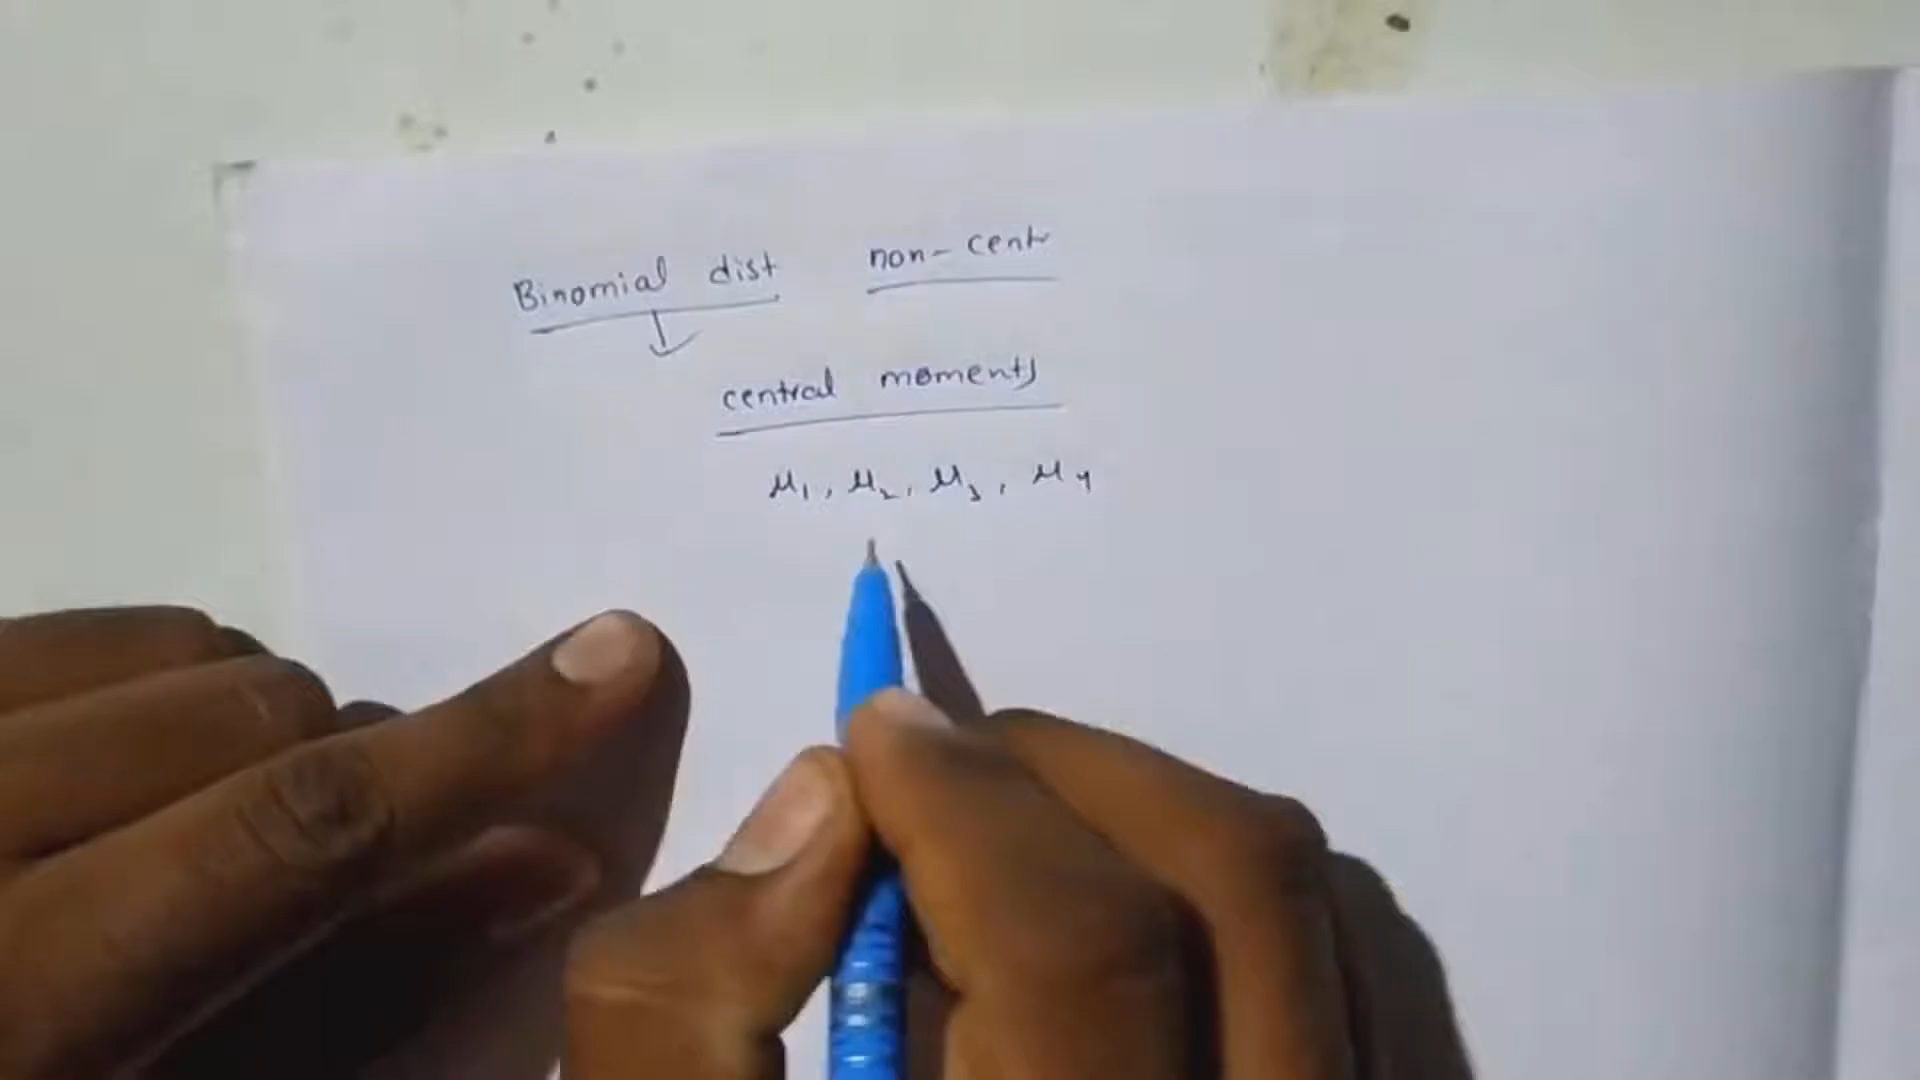 Binomial dist non-centr
central moments
μ1, μ2, μ3, μ4